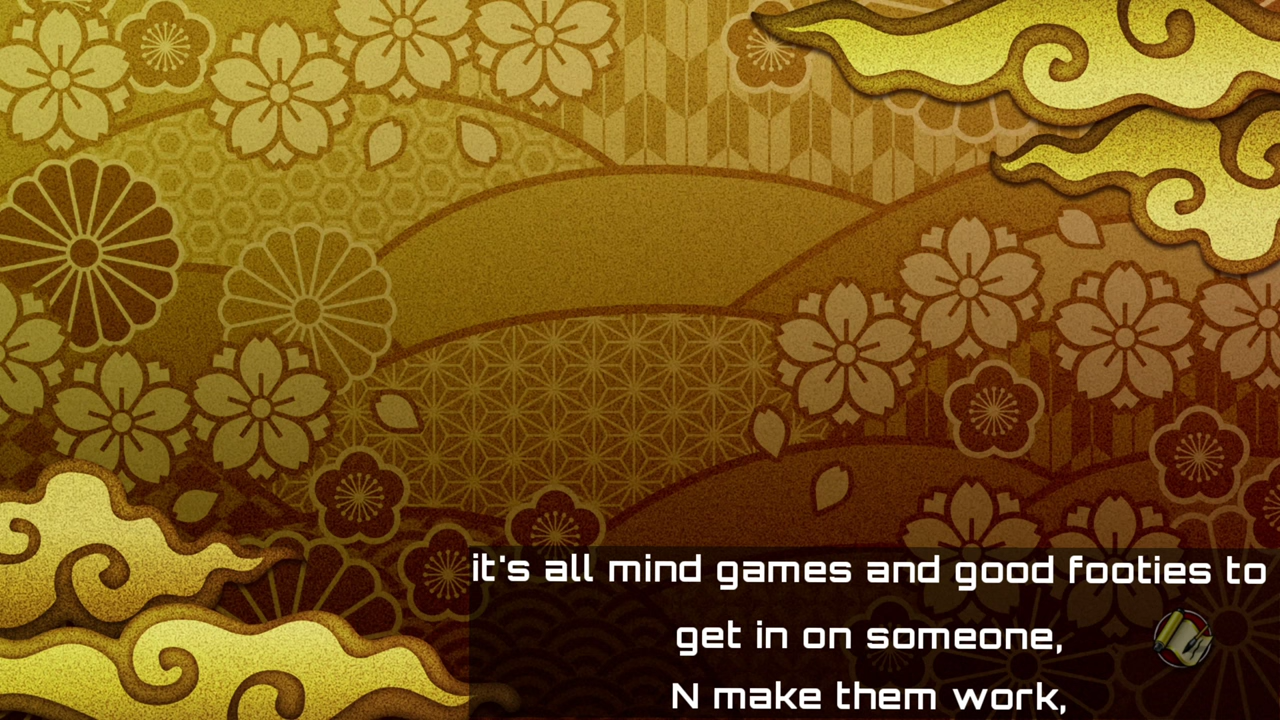 it's all mind games and good footies to
get in on someone,
N make them work,